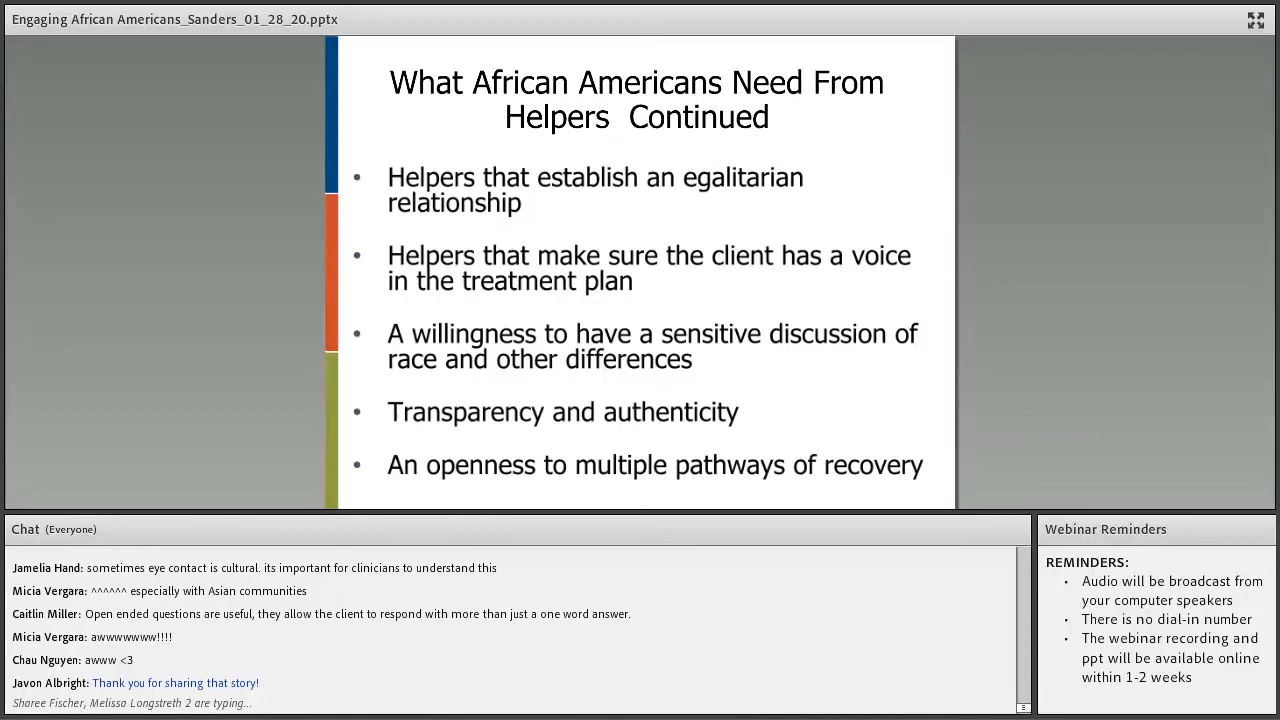 Engaging African Americans_Sanders_01_28_20.pptx
What African Americans Need From
Helpers  Continued
• Helpers that establish an egalitarian
relationship
• Helpers that make sure the client has a voice
in the treatment plan
• A willingness to have a sensitive discussion of
race and other differences
• Transparency and authenticity
• An openness to multiple pathways of recovery
Chat (Everyone)
Jamelia Hand: sometimes eye contact is cultural. its important for clinicians to understand this
Micia Vergara: ^^^^^^ especially with Asian communities
Caitlin Miller: Open ended questions are useful, they allow the client to respond with more than just a one word answer.
Micia Vergara: awwwwwww!!!!
Chau Nguyen: awww <3
Javon Albright: Thank you for sharing that story!
Sharee Fischer, Melissa Longstreth 2 are typing...
Webinar Reminders
REMINDERS:
• Audio will be broadcast from
your computer speakers
• There is no dial-in number
• The webinar recording and
ppt will be available online
within 1-2 weeks